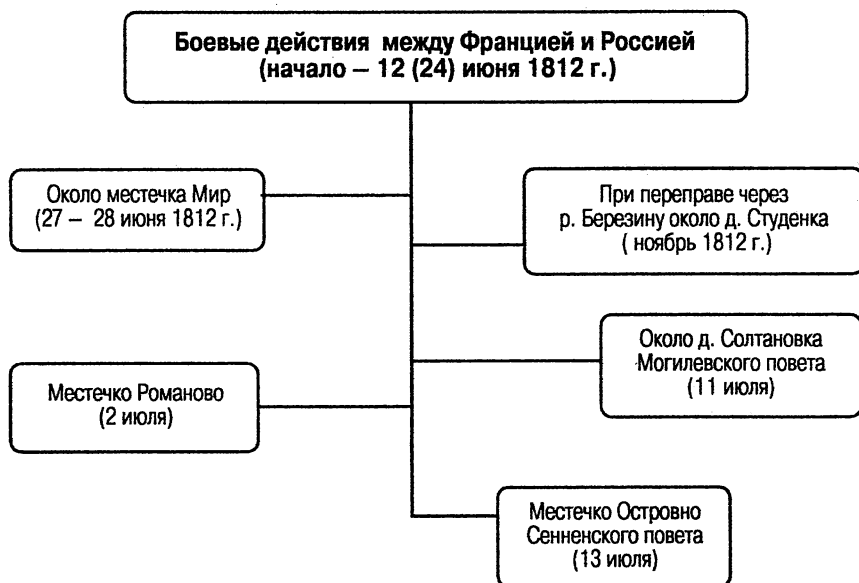 Боевые действия между Францией и Россией
(начало – 12 (24) июня 1812 г.)
Около местечка Мир
(27 – 28 июня 1812 г.)
При переправе через
р. Березину около д. Студенка
( ноябрь 1812 г.)
Около д. Солтановка
Могилевского повета
(11 июля)
Местечко Романово
(2 июля)
Местечко Островно
Сенненского повета
(13 июля)